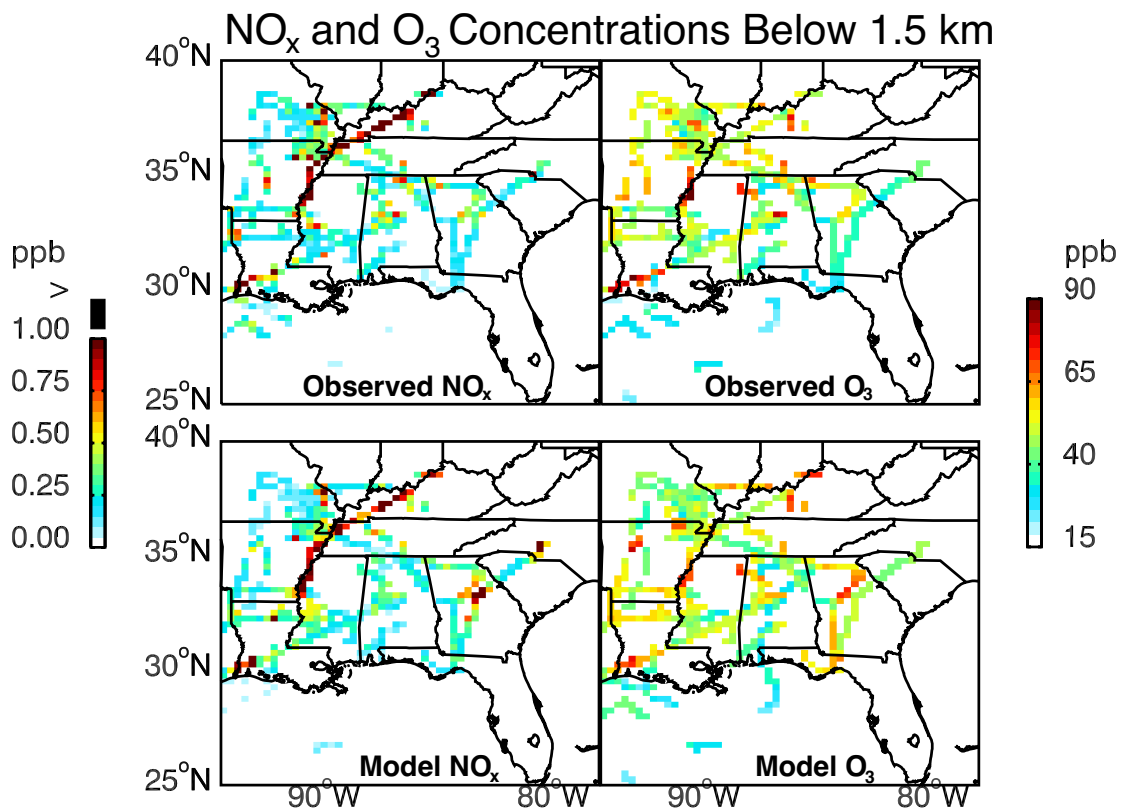 NOx and O3 Concentrations Below 1.5 km
40°N
35°N
30°N
25°N
Observed NOx
Observed O3
ppb
>
1.00
0.75
0.50
0.25
0.00
ppb
90
65
40
15
40°N
35°N
30°N
25°N
Model NOx
Model O3
90°W
80°W
90°W
80°W